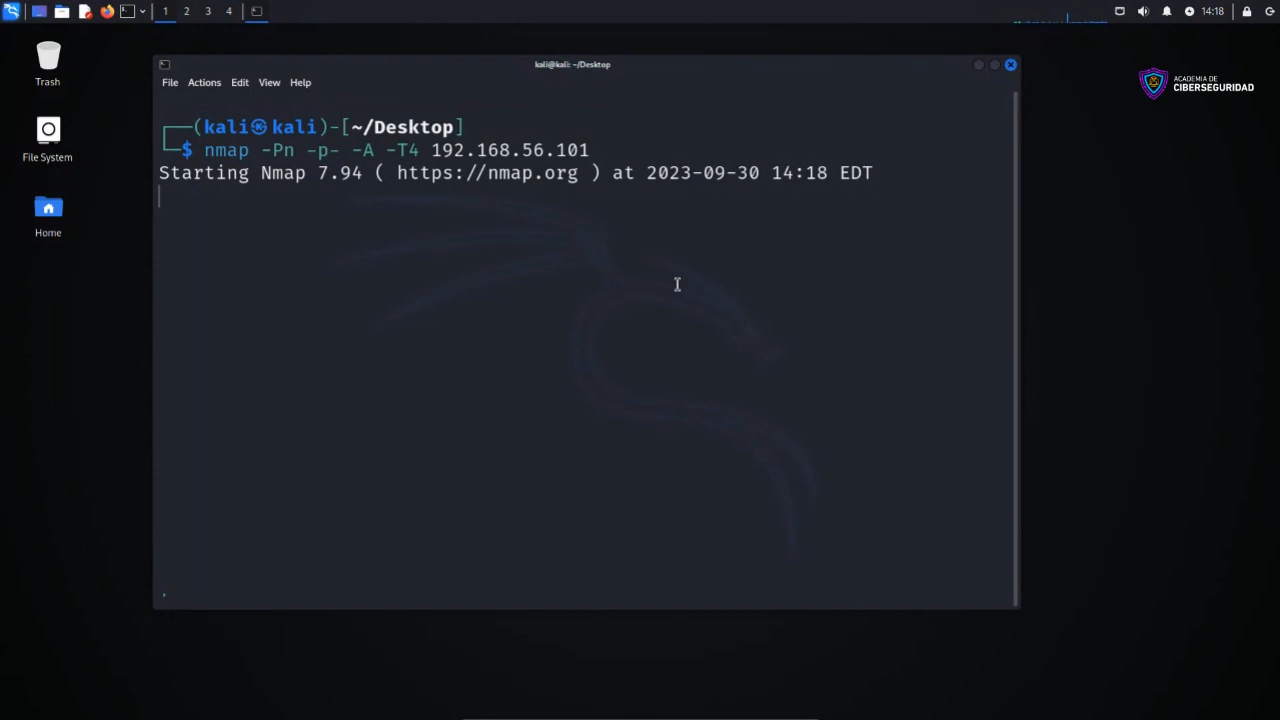 1 2 3 4
14:18
kali@kali: ~/Desktop
Trash
File Actions Edit View Help
ACADEMIA DE
CIBERSEGURIDAD
(kali㉿kali)-[~/Desktop]
$ nmap -Pn -p- -A -T4 192.168.56.101
File System
Starting Nmap 7.94 ( https://nmap.org ) at 2023-09-30 14:18 EDT
Home